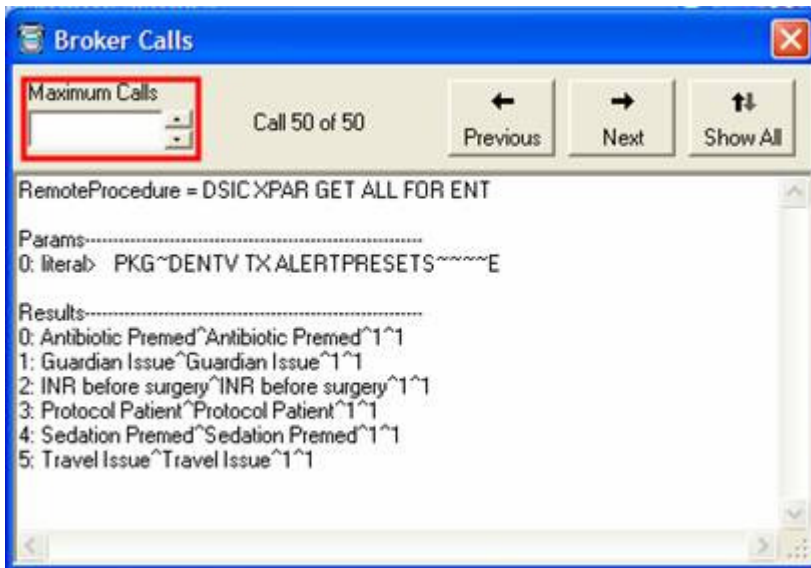 Broker Calls
Maximum Calls
Call 50 of 50
Previous
Next
Show All
RemoteProcedure = DSIC XPAR GET ALL FOR ENT
Params----------------------------------------------------------------
0: literal> PKG~DENTV TX ALERTPRESETS~~~~E
Results----------------------------------------------------------------
0: Antibiotic Premed^Antibiotic Premed^1^1
1: Guardian Issue^Guardian Issue^1^1
2: INR before surgery^INR before surgery^1^1
3: Protocol Patient^Protocol Patient^1^1
4: Sedation Premed^Sedation Premed^1^1
5: Travel Issue^Travel Issue^1^1